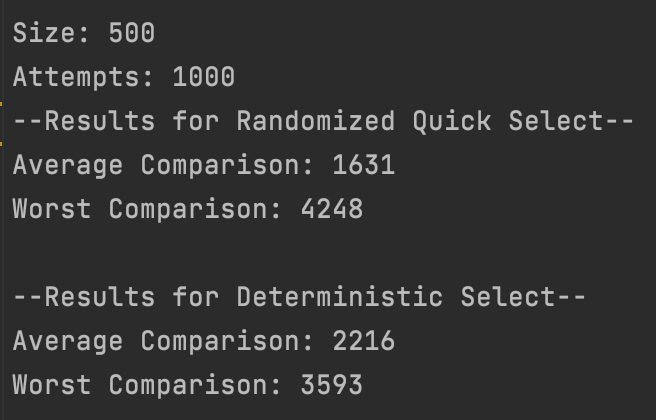 Size: 500
Attempts: 1000
--Results for Randomized Quick Select--
Average Comparison: 1631
Worst Comparison: 4248
--Results for Deterministic Select--
Average Comparison: 2216
Worst Comparison: 3593